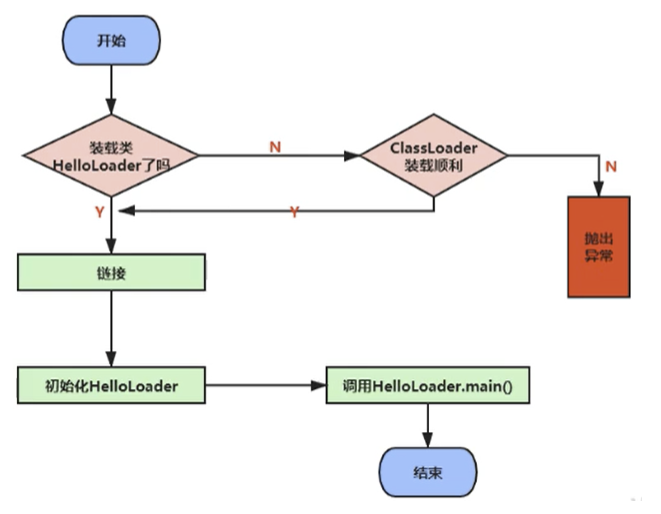 开始
装载类
HelloLoader了吗
N
ClassLoader
装载顺利
N
Y
Y
抛出
异常
链接
初始化HelloLoader
调用HelloLoader.main()
结束